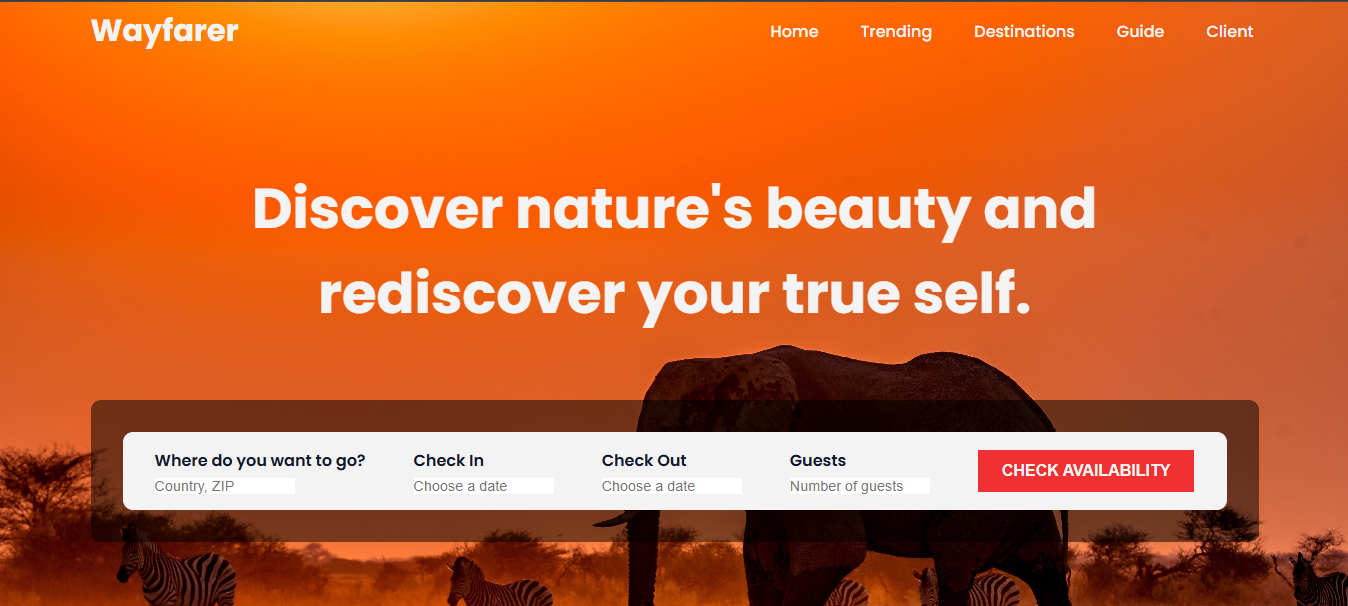 Wayfarer
Home Trending Destinations Guide Client
Discover nature's beauty and
rediscover your true self.
Where do you want to go? Check In Check Out Guests
Country, ZIP Choose a date Choose a date Number of guests
CHECK AVAILABILITY